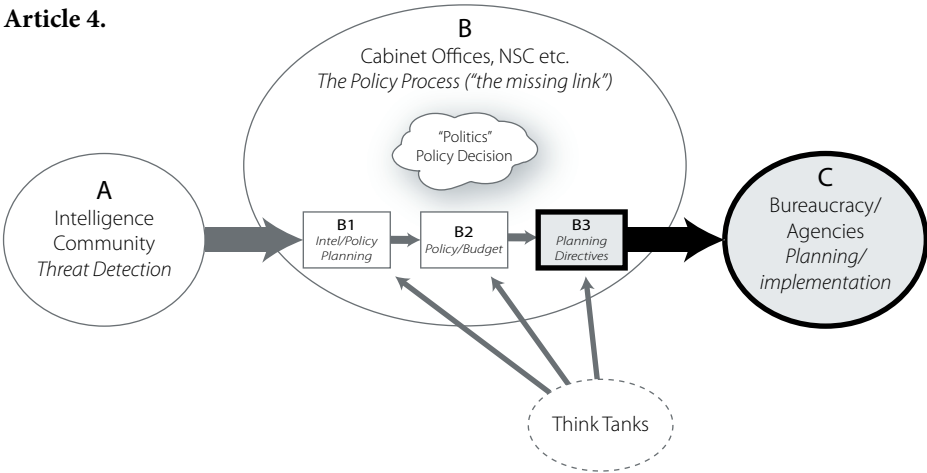 Article 4.
B
Cabinet Offices, NSC etc.
The Policy Process (“the missing link”)
“Politics”
Policy Decision
A
Intelligence
Community
Threat Detection
B1
Intel/Policy
Planning
B2
Policy/Budget
B3
Planning
Directives
C
Bureaucracy/
Agencies
Planning/
implementation
Think Tanks